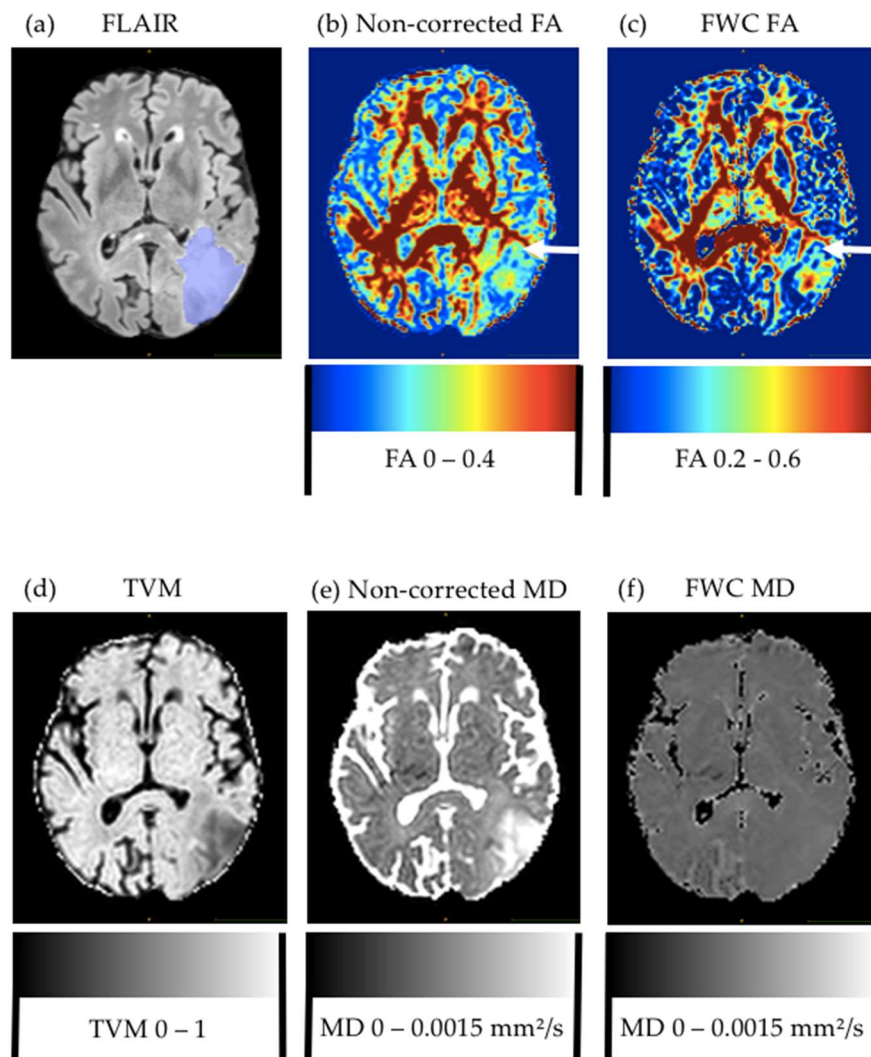 (a) FLAIR
(b) Non-corrected FA
(c) FWC FA
FA 0 – 0.4
FA 0.2 - 0.6
(d) TVM
(e) Non-corrected MD
(f) FWC MD
TVM 0 – 1
MD 0 – 0.0015 mm²/s
MD 0 – 0.0015 mm²/s